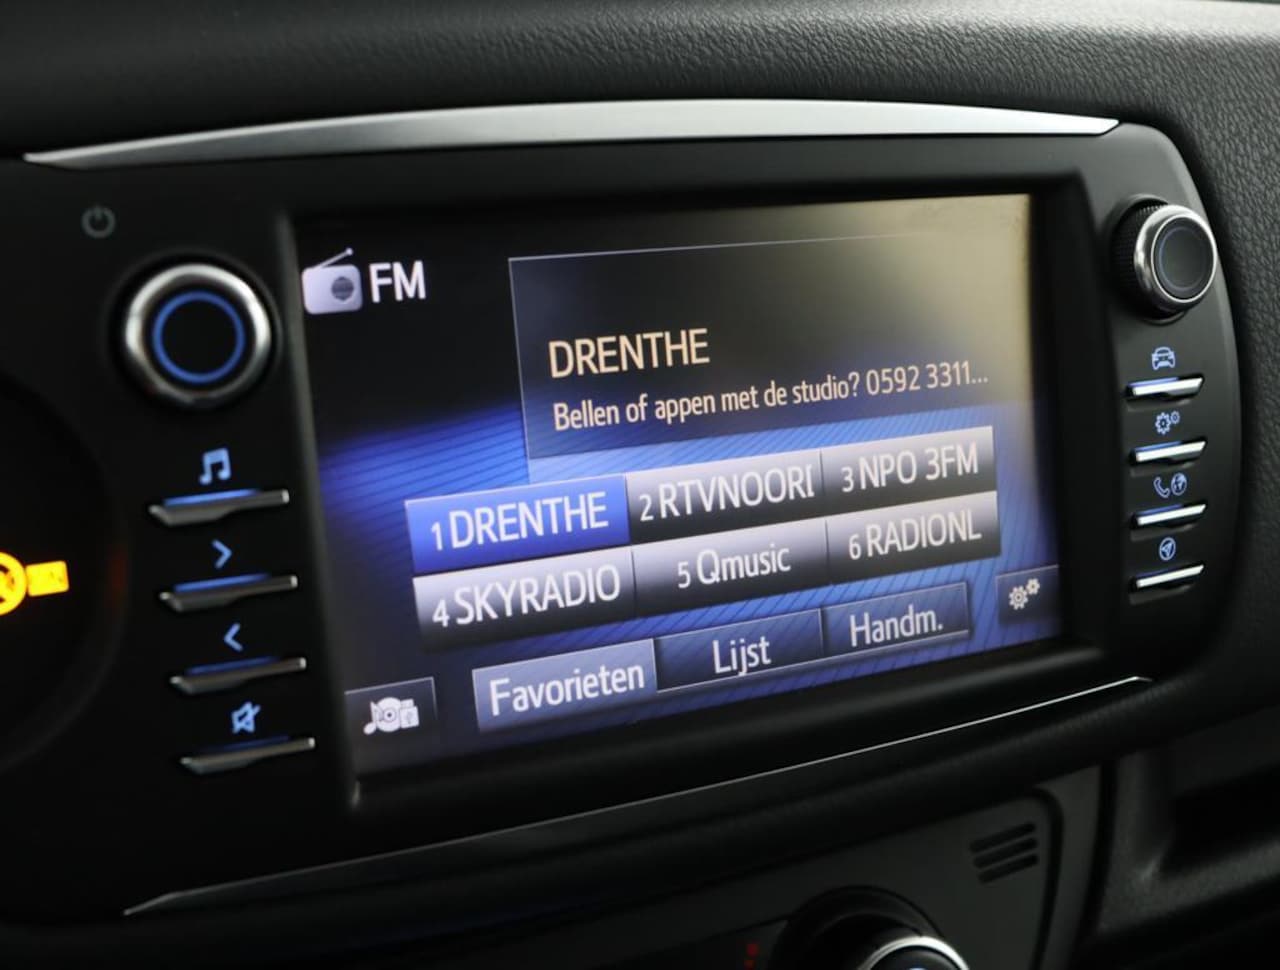 FM
DRENTHE
Bellen of appen met de studio? 0592 3311...
1 DRENTHE 2 RTVNOORD 3 NPO 3FM
4 SKYRADIO 5 Qmusic 6 RADIONL
Favorieten Lijst Handm.